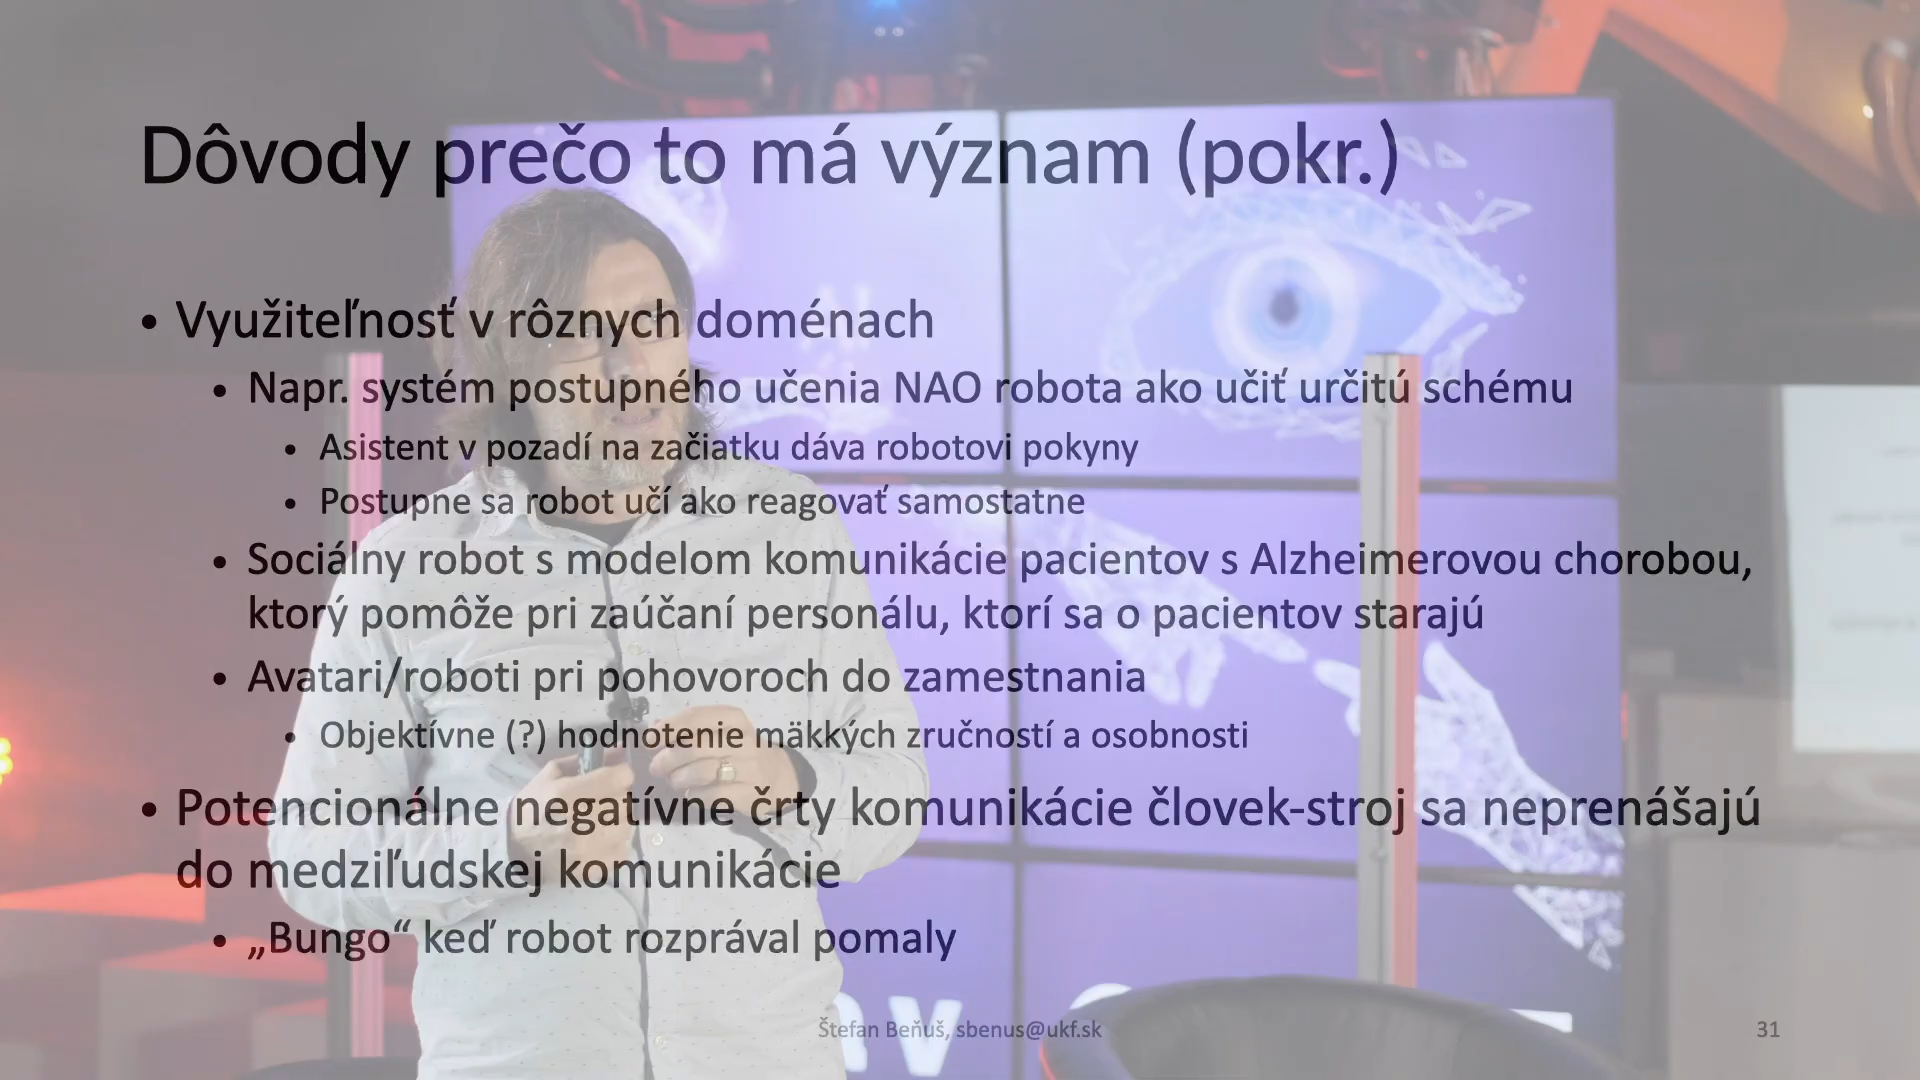 Dôvody prečo to má význam (pokr.)
• Využiteľnosť v rôznych doménach
• Napr. systém postupného učenia NAO robota ako učiť určitú schému
• Asistent v pozadí na začiatku dáva robotovi pokyny
• Postupne sa robot učí ako reagovať samostatne
• Sociálny robot s modelom komunikácie pacientov s Alzheimerovou chorobou,
ktorý pomôže pri zaúčaní personálu, ktorí sa o pacientov starajú
• Avatari/roboti pri pohovoroch do zamestnania
• Objektívne (?) hodnotenie mäkkých zručností a osobnosti
• Potencionálne negatívne črty komunikácie človek-stroj sa neprenášajú
do medziľudskej komunikácie
• „Bungo“ keď robot rozprával pomaly
Štefan Beňuš, sbenus@ukf.sk
31